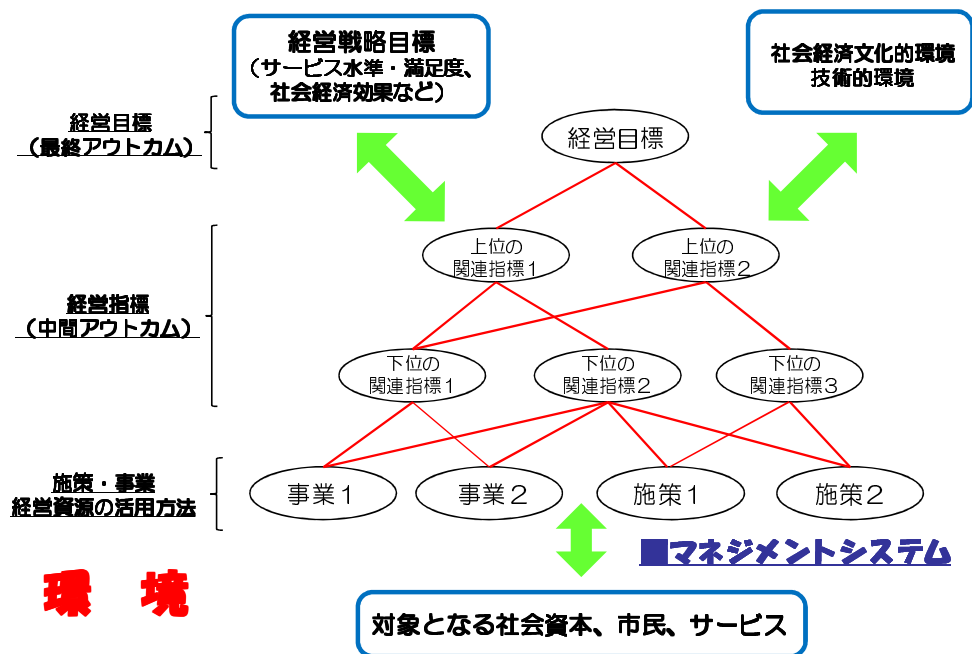 経営戦略目標
（サービス水準・満足度、
社会経済効果など）
社会経済文化的環境
技術的環境
経営目標
（最終アウトカム）
経営目標
上位の
関連指標１
上位の
関連指標２
経営指標
（中間アウトカム）
下位の
関連指標１
下位の
関連指標２
下位の
関連指標３
施策・事業
経営資源の活用方法
事業１
事業２
施策１
施策２
■マネジメントシステム
環　境
対象となる社会資本、市民、サービス